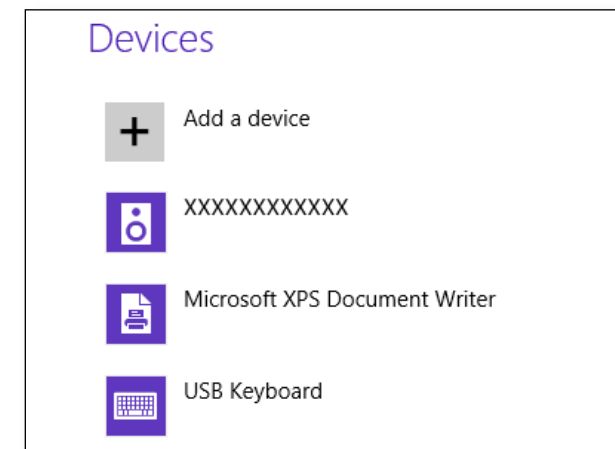 Devices
Add a device
XXXXXXXXXXXX
Microsoft XPS Document Writer
USB Keyboard